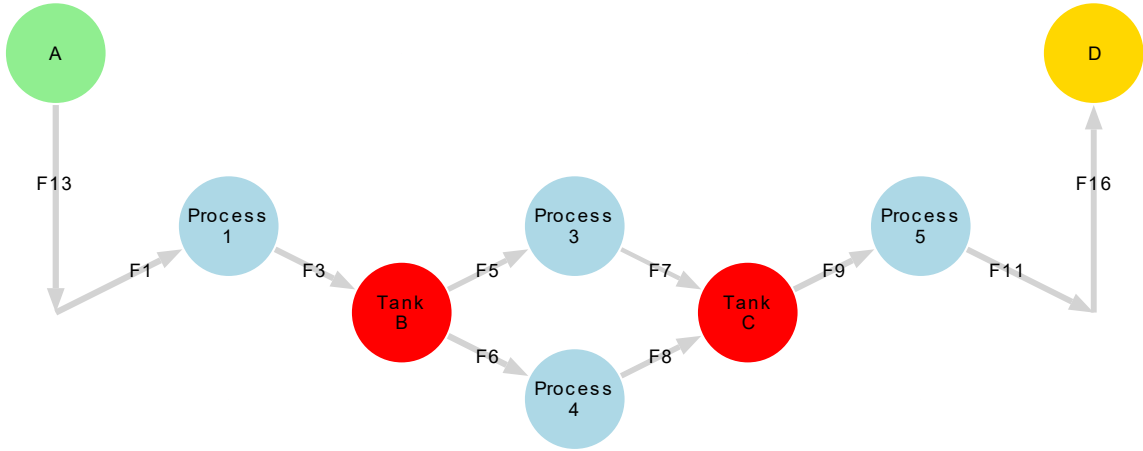 A
D
F13
F16
Process
1
Process
3
Process
5
F1
F3
F5
F7
F9
F11
Tank
B
Tank
C
F6
F8
Process
4